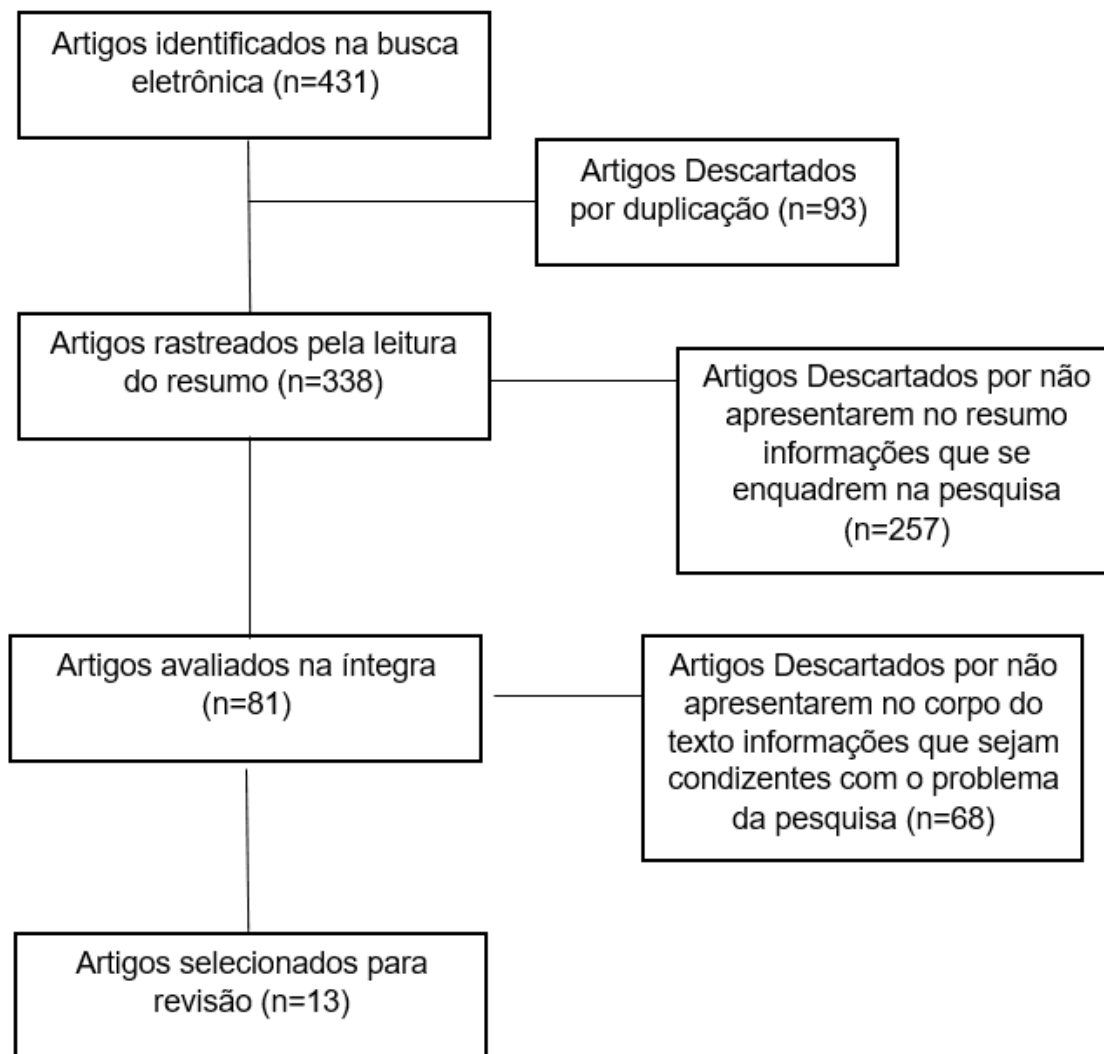 Artigos identificados na busca
eletrônica (n=431)
Artigos Descartados
por duplicação (n=93)
Artigos rastreados pela leitura
do resumo (n=338)
Artigos Descartados por não
apresentarem no resumo
informações que se
enquadrem na pesquisa
(n=257)
Artigos avaliados na íntegra
(n=81)
Artigos Descartados por não
apresentarem no corpo do
texto informações que sejam
condizentes com o problema
da pesquisa (n=68)
Artigos selecionados para
revisão (n=13)